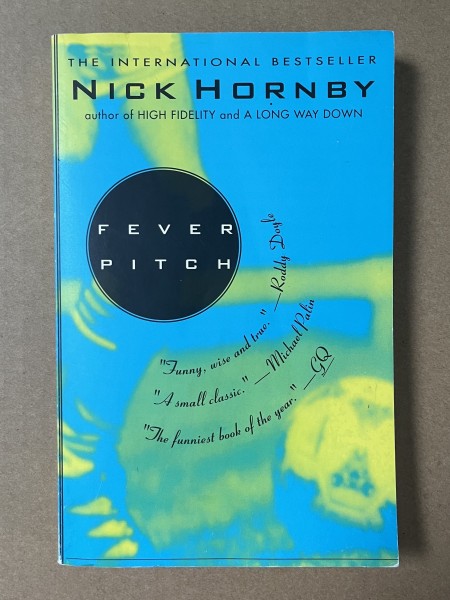 THE INTERNATIONAL BESTSELLER
NICK HORNBY
author of HIGH FIDELITY and A LONG WAY DOWN
FEVER
PITCH
"Funny, wise and true." —Roddy Doyle
"A small classic." —Michael Palin
"The funniest book of the year." —GQ